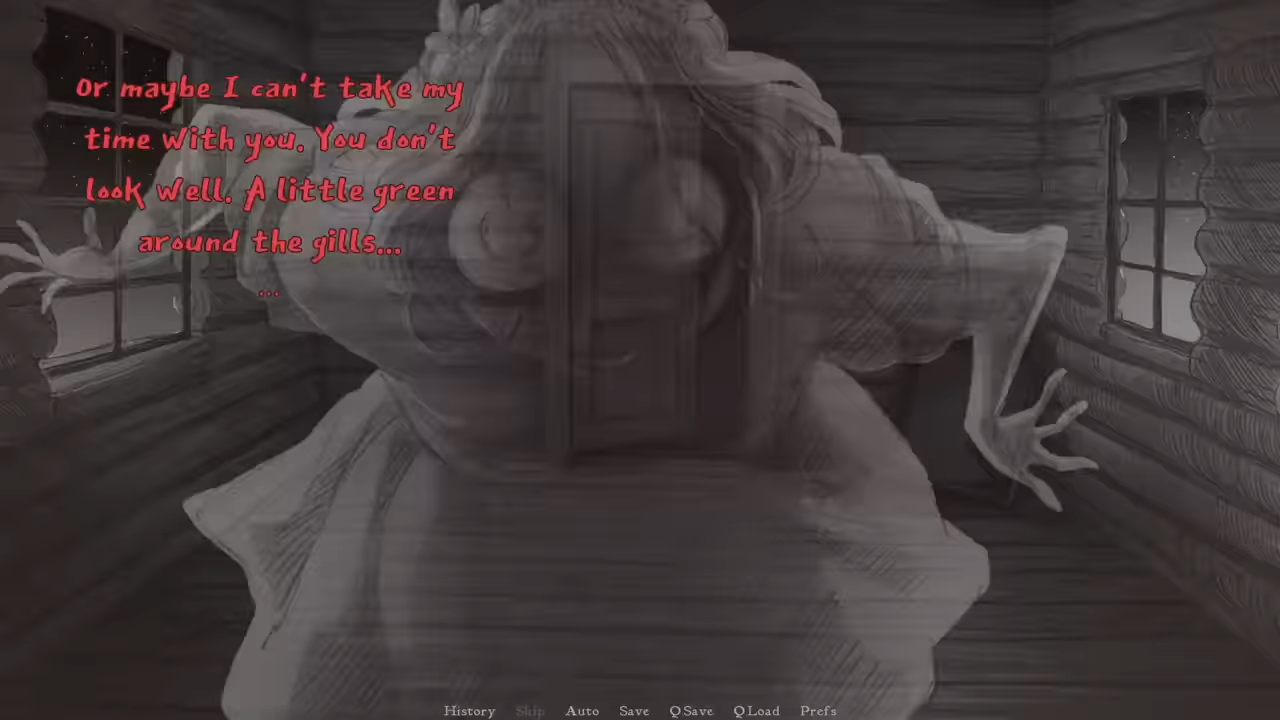 Or maybe I can't take my
time with you. You don't
look well. A little green
around the gills...
...
History Skip Auto Save Q.Save Q.Load Prefs